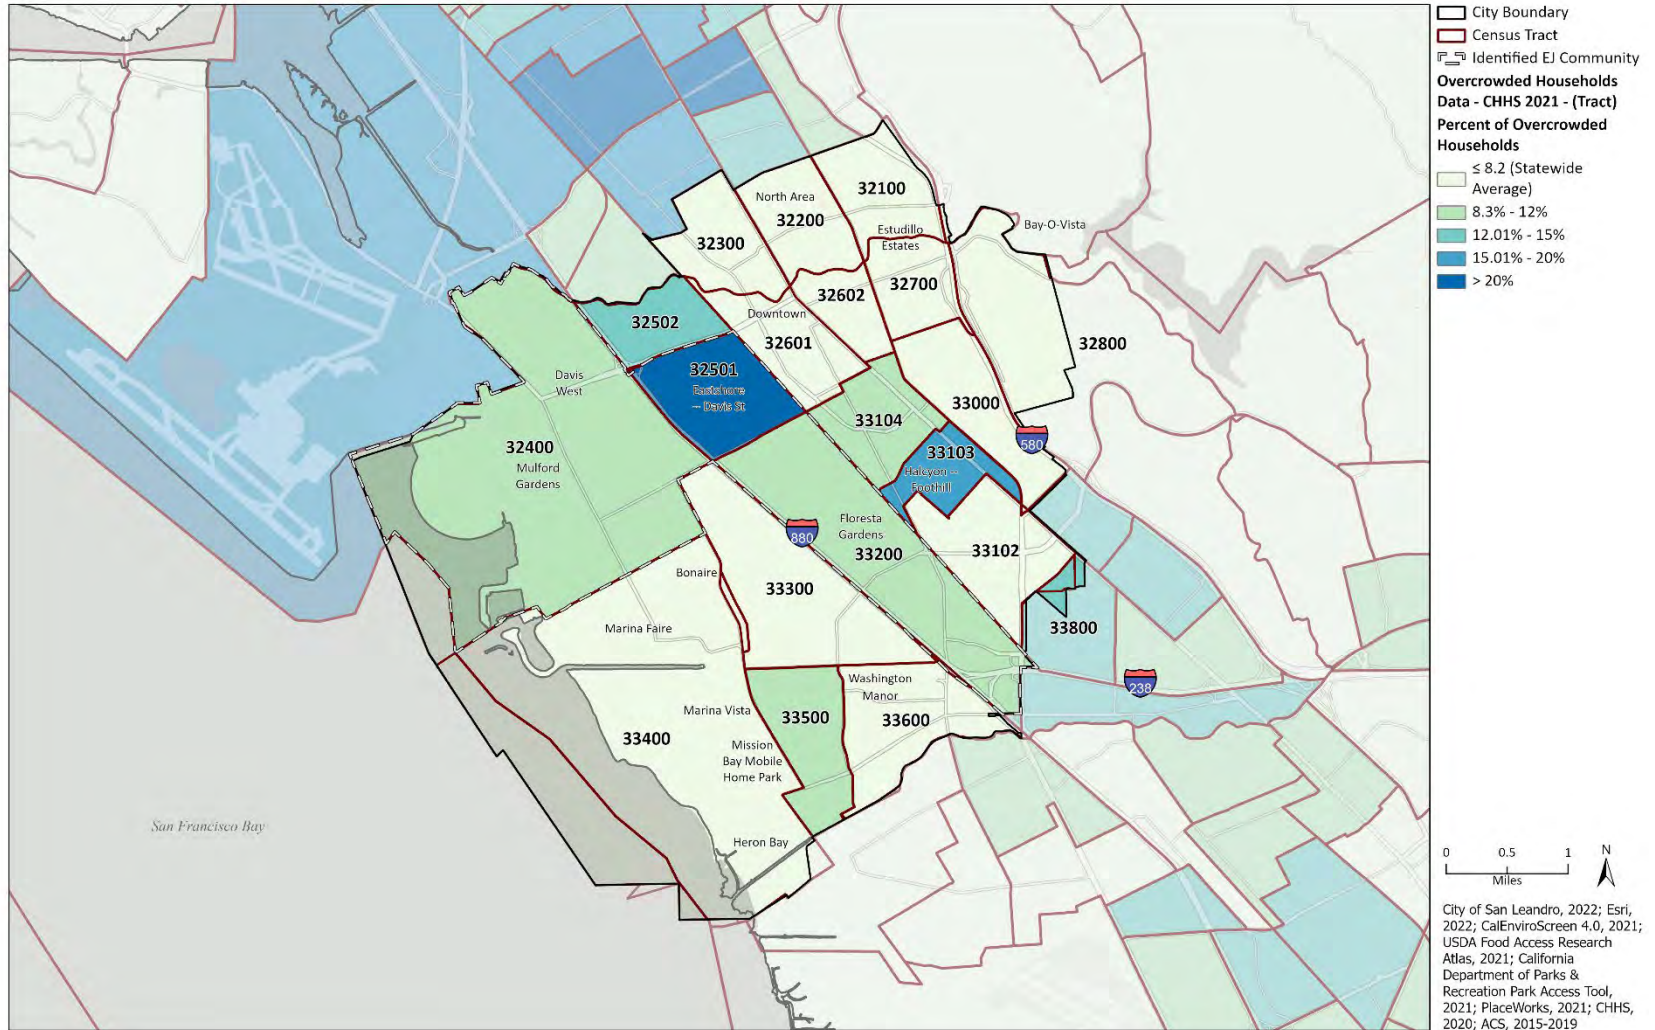 City Boundary
Census Tract
Identified EJ Community
Overcrowded Households
Data - CHHS 2021 - (Tract)
Percent of Overcrowded
Households
≤ 8.2 (Statewide
Average)
8.3% - 12%
12.01% - 15%
15.01% - 20%
> 20%
North Area
32100
32200
32300
Estudillo
Estates
Bay-O-Vista
32602
32700
32502
Downtown
32601
32800
32501
Eastshore
– Davis St
Davis
West
33000
33104
580
32400
Mulford
Gardens
33103
Halcyon –
Foothill
880
Floresta
Gardens
33200
33102
Bonaire
33300
Marina Faire
33800
238
Washington
Manor
Marina Vista
33500
33600
33400
Mission
Bay Mobile
Home Park
San Francisco Bay
Heron Bay
0 0.5 1
Miles
N
City of San Leandro, 2022; Esri,
2022; CalEnviroScreen 4.0, 2021;
USDA Food Access Research
Atlas, 2021; California
Department of Parks &
Recreation Park Access Tool,
2021; PlaceWorks, 2021; CHHS,
2020; ACS, 2015-2019